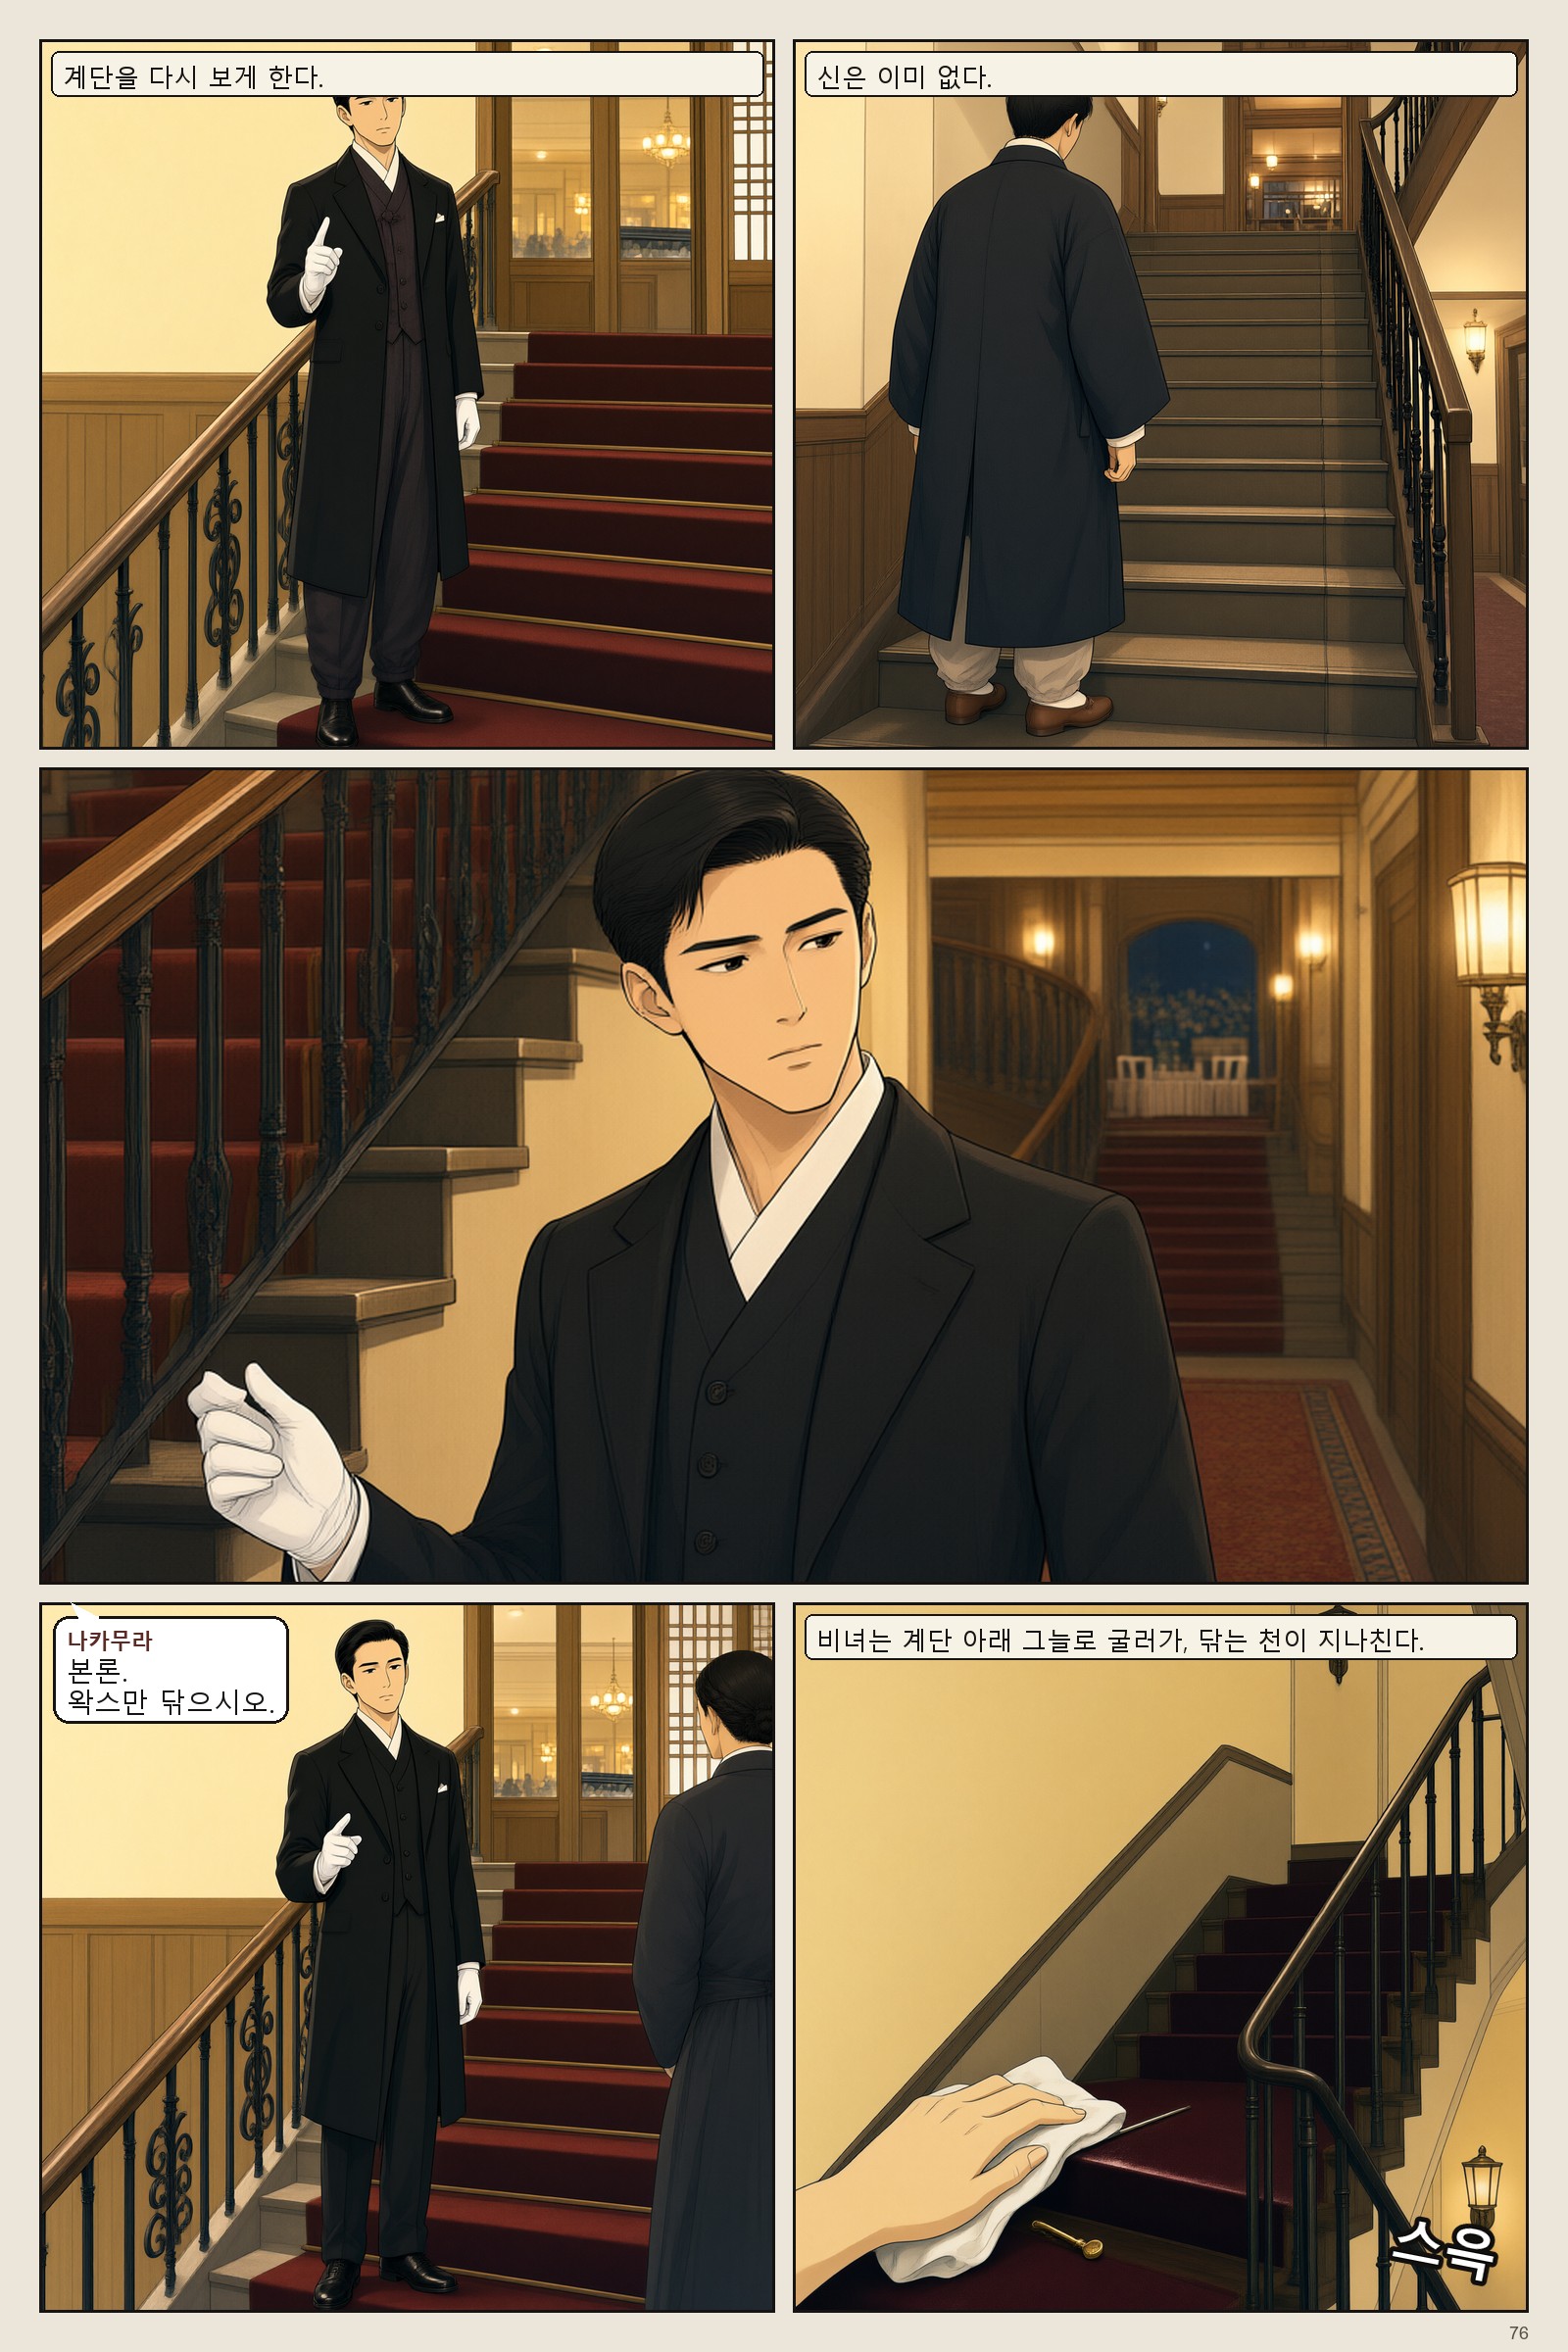 계단을 다시 보게 한다.
신은 이미 없다.
나카무라
본론.
왁스만 닦으시오.
비녀는 계단 아래 그늘로 굴러가, 닦는 천이 지나친다.
스윽
76